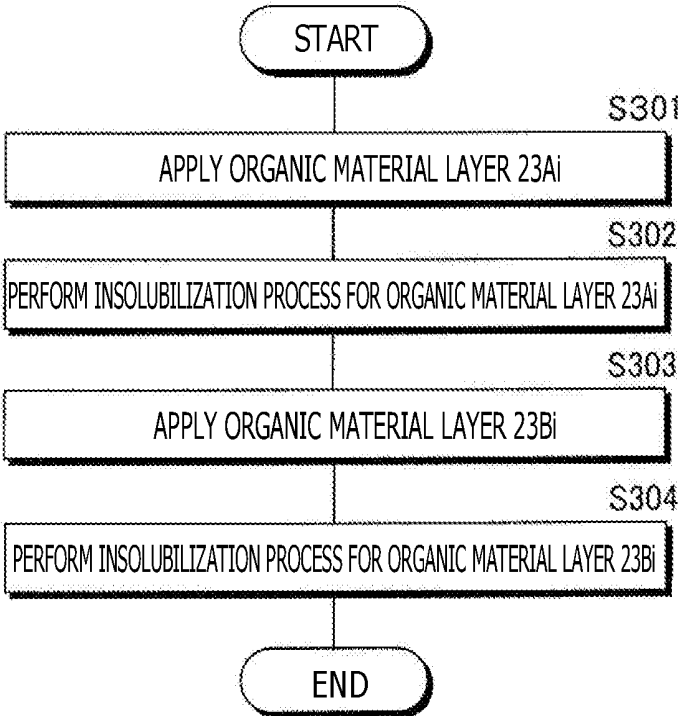 START
S301
APPLY ORGANIC MATERIAL LAYER 23Ai
S302
PERFORM INSOLUBILIZATION PROCESS FOR ORGANIC MATERIAL LAYER 23Ai
S303
APPLY ORGANIC MATERIAL LAYER 23Bi
S304
PERFORM INSOLUBILIZATION PROCESS FOR ORGANIC MATERIAL LAYER 23Bi
END